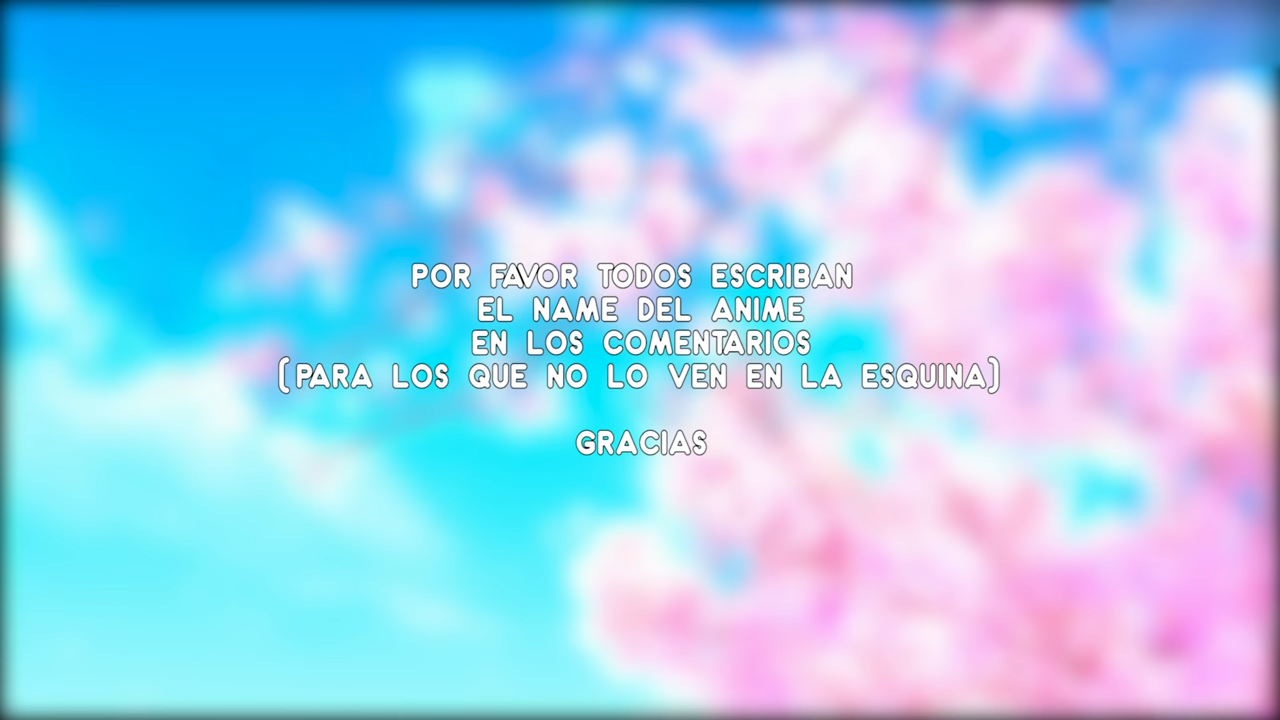 POR FAVOR TODOS ESCRIBAN
EL NAME DEL ANIME
EN LOS COMENTARIOS
(PARA LOS QUE NO LO VEN EN LA ESQUINA)
GRACIAS